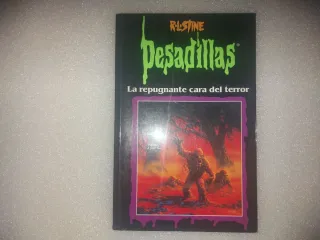 R.L. STINE
Pesadillas
La repugnante cara del terror